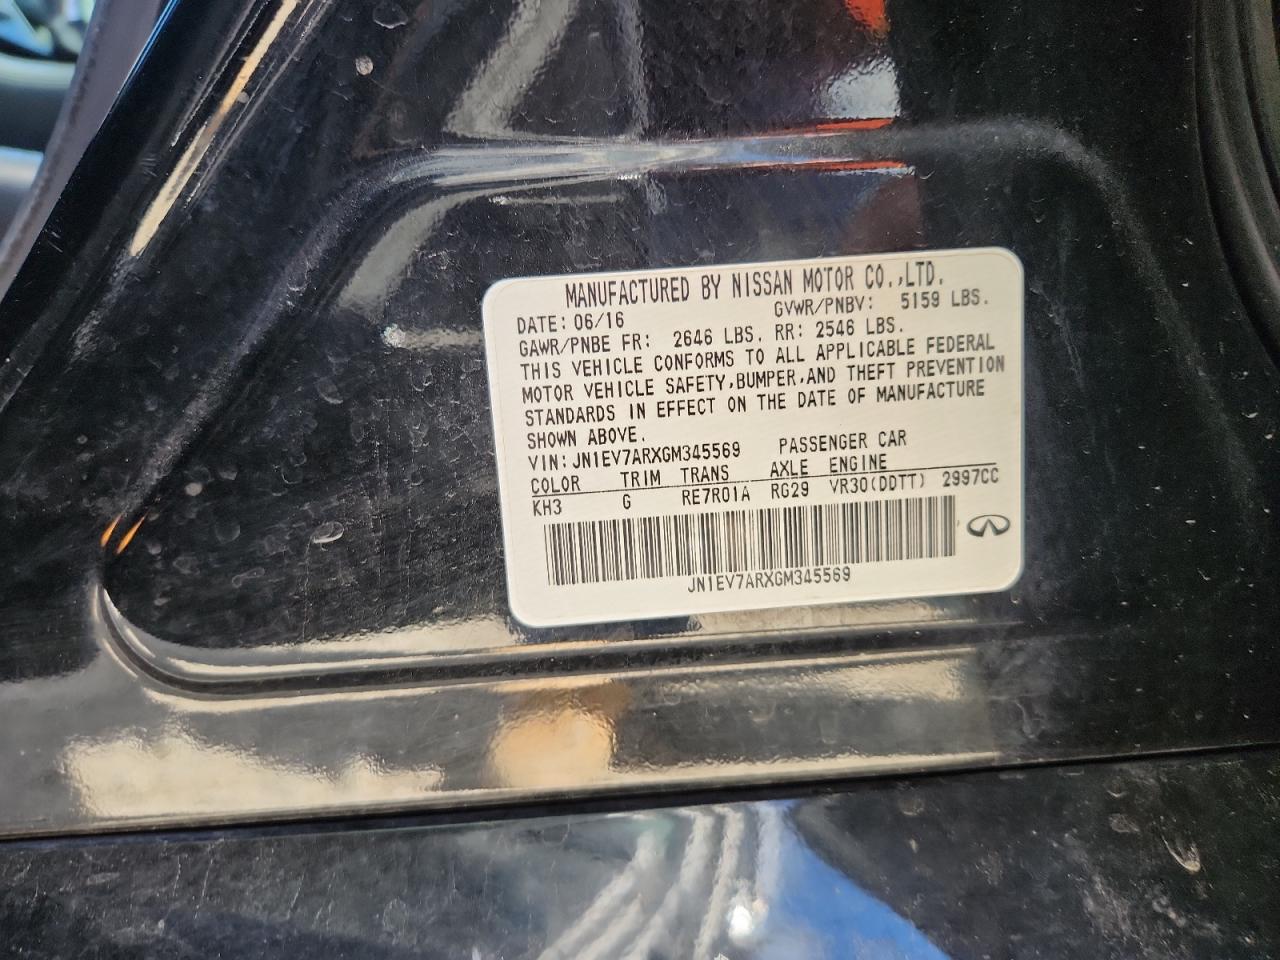 MANUFACTURED BY NISSAN MOTOR CO.,LTD.
DATE: 06/16 GVWR/PNBV: 5159 LBS.
GAWR/PNBE FR: 2646 LBS. RR: 2546 LBS.
THIS VEHICLE CONFORMS TO ALL APPLICABLE FEDERAL
MOTOR VEHICLE SAFETY,BUMPER,AND THEFT PREVENTION
STANDARDS IN EFFECT ON THE DATE OF MANUFACTURE
SHOWN ABOVE.
VIN:JN1EV7ARXGM345569 PASSENGER CAR
COLOR TRIM TRANS AXLE ENGINE
KH3 G RE7R01A RG29 VR30(DDTT) 2997CC
JN1EV7ARXGM345569